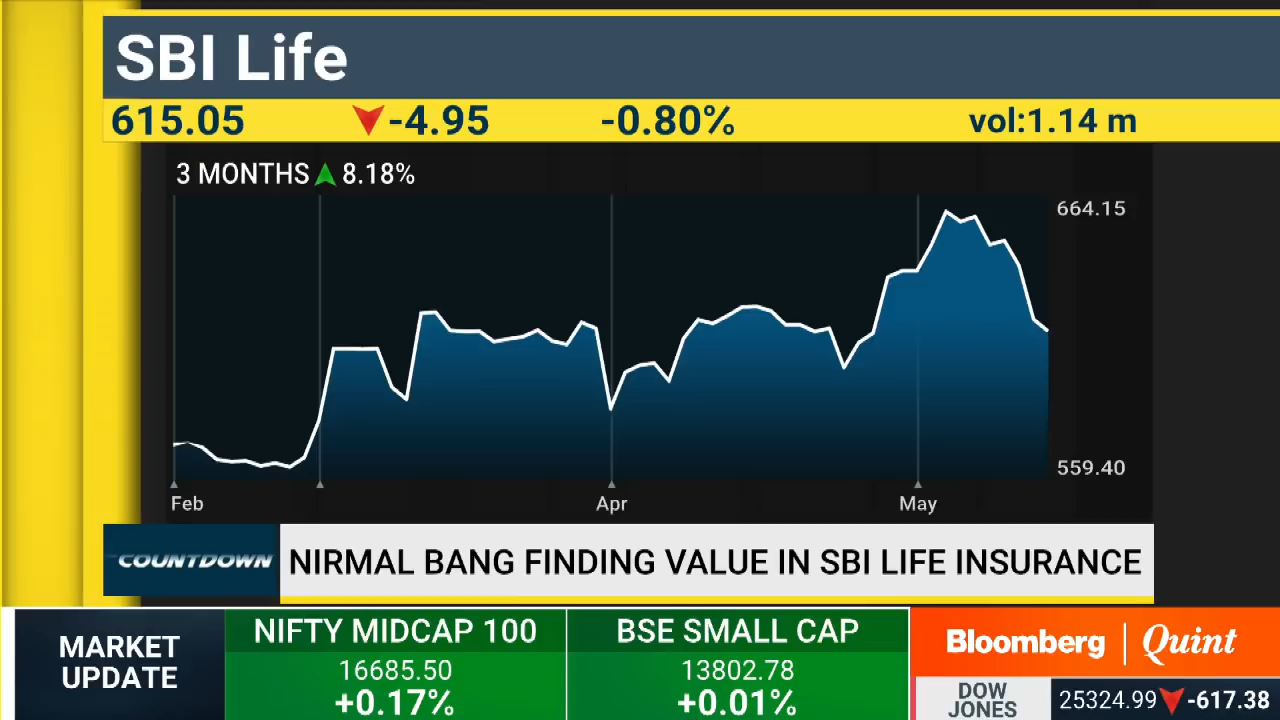 SBI Life
615.05 -4.95 -0.80% vol:1.14 m
3 MONTHS 8.18%
664.15
559.40
Feb Apr May
COUNTDOWN NIRMAL BANG FINDING VALUE IN SBI LIFE INSURANCE
MARKET UPDATE
NIFTY MIDCAP 100
16685.50
+0.17%
BSE SMALL CAP
13802.78
+0.01%
Bloomberg | Quint
DOW JONES
25324.99 -617.38